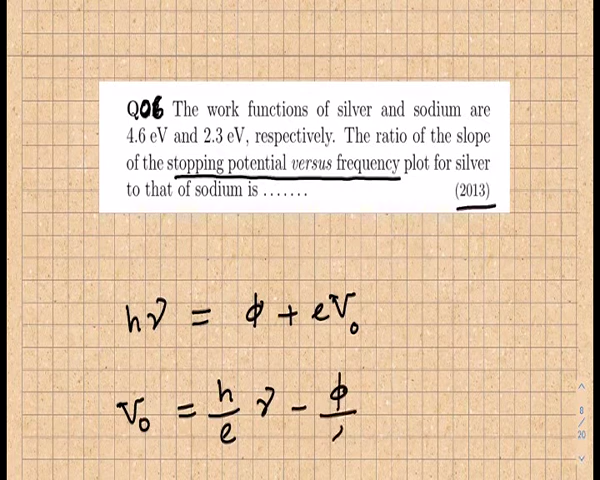 Q06 The work functions of silver and sodium are
4.6 eV and 2.3 eV, respectively. The ratio of the slope
of the stopping potential versus frequency plot for silver
to that of sodium is .......
(2013)
hν = ϕ + eV₀
V₀ = h/e ν − ϕ/
8
/
20